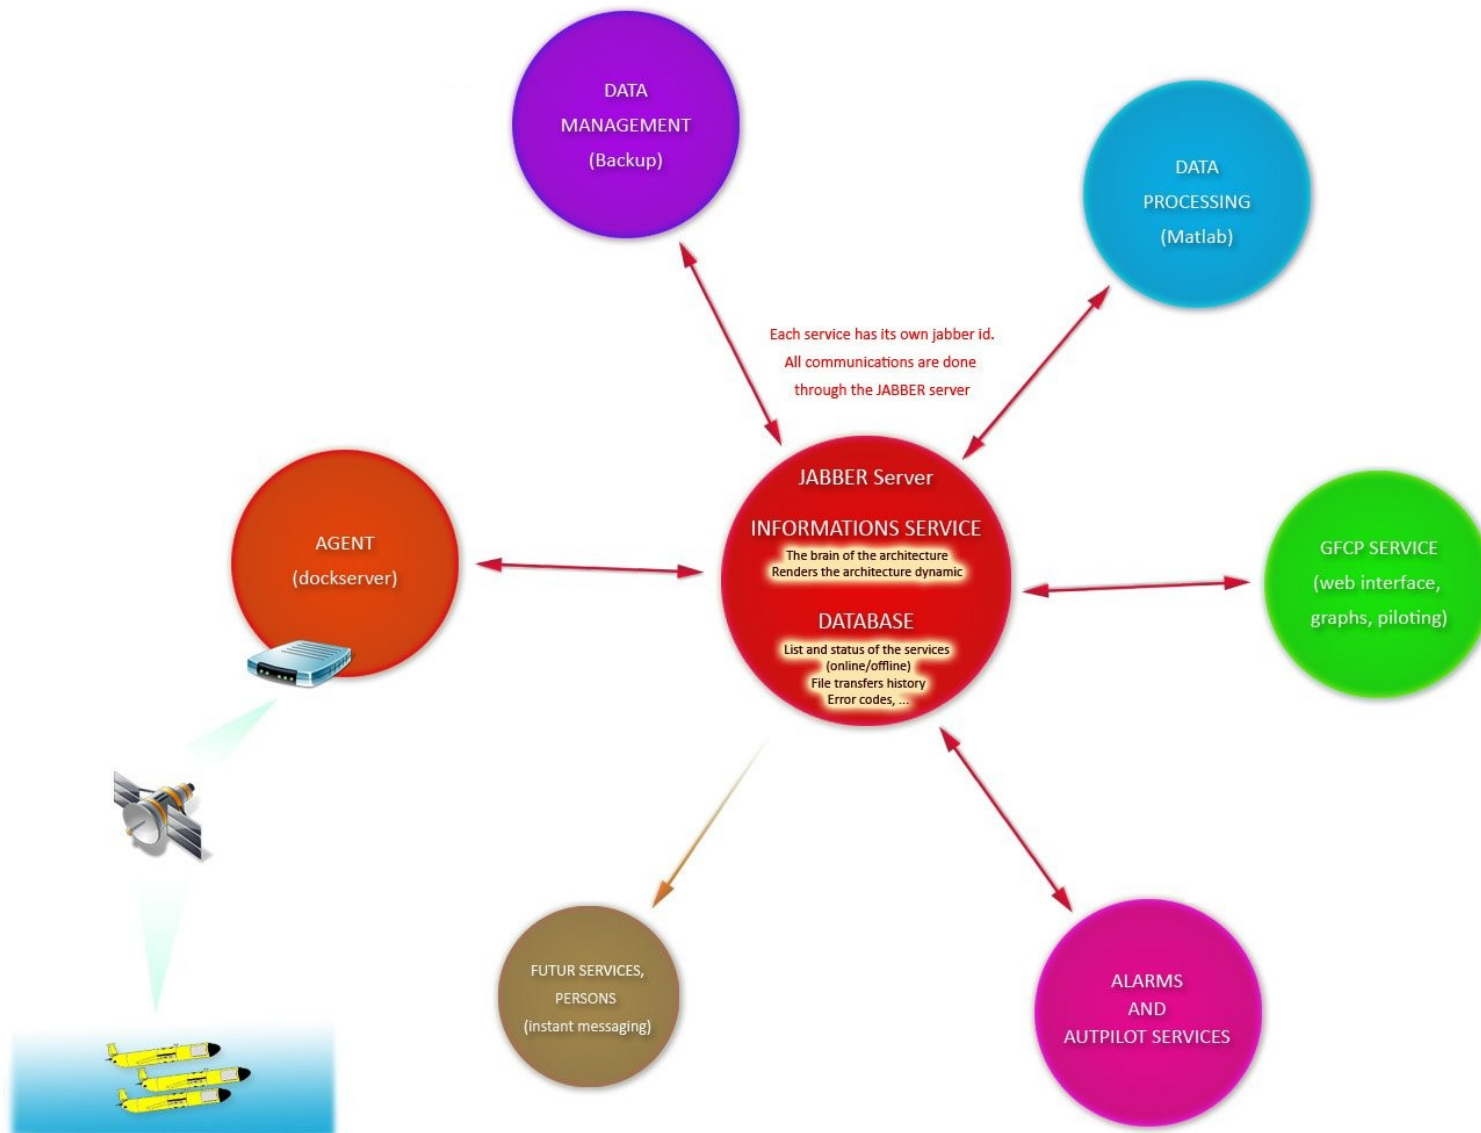 DATA
MANAGEMENT
(Backup)
DATA
PROCESSING
(Matlab)
Each service has its own jabber id.
All communications are done
through the JABBER server
AGENT
(dockserver)
JABBER Server
INFORMATIONS SERVICE
The brain of the architecture
Renders the architecture dynamic
DATABASE
List and status of the services
(online/offline)
File transfers history
Error codes, ...
GFCP SERVICE
(web interface,
graphs, piloting)
FUTUR SERVICES,
PERSONS
(instant messaging)
ALARMS
AND
AUTPILOT SERVICES